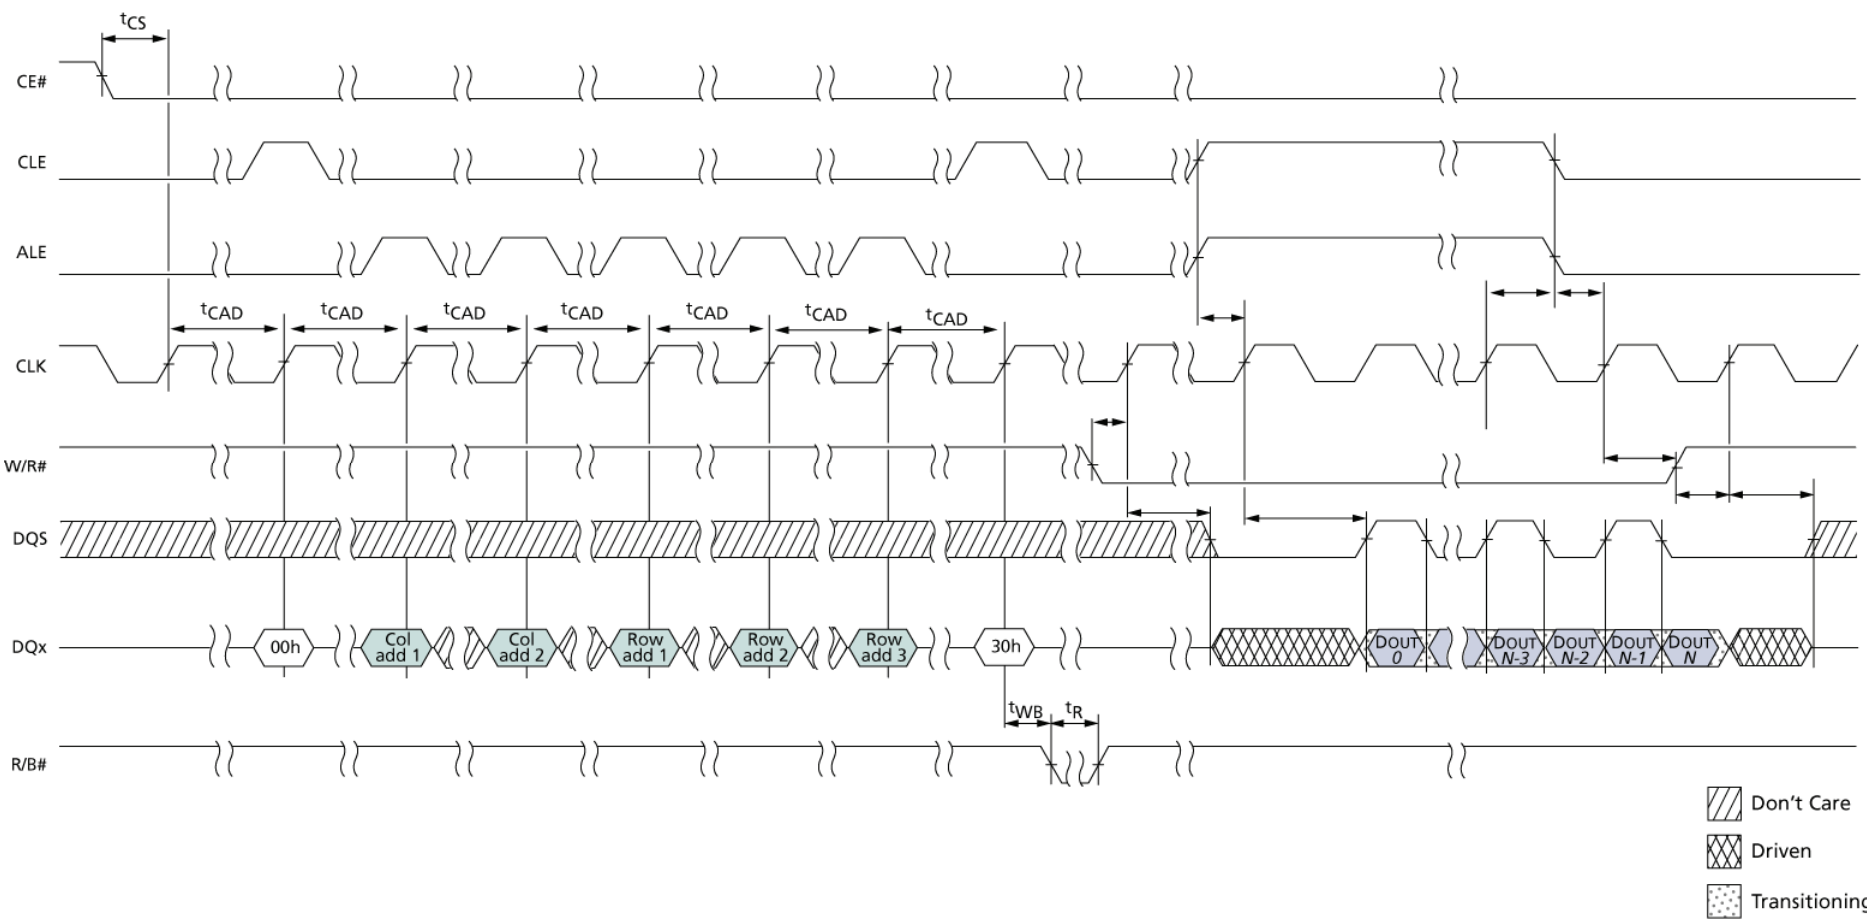 tCS
CE#
CLE
ALE
tCAD tCAD tCAD tCAD tCAD tCAD tCAD
CLK
W/R#
DQS
DQx
00h
Col
add 1
Col
add 2
Row
add 1
Row
add 2
Row
add 3
30h
DOUT
0
DOUT
N-3
DOUT
N-2
DOUT
N-1
DOUT
N
tWB tR
R/B#
Don't Care
Driven
Transitioning